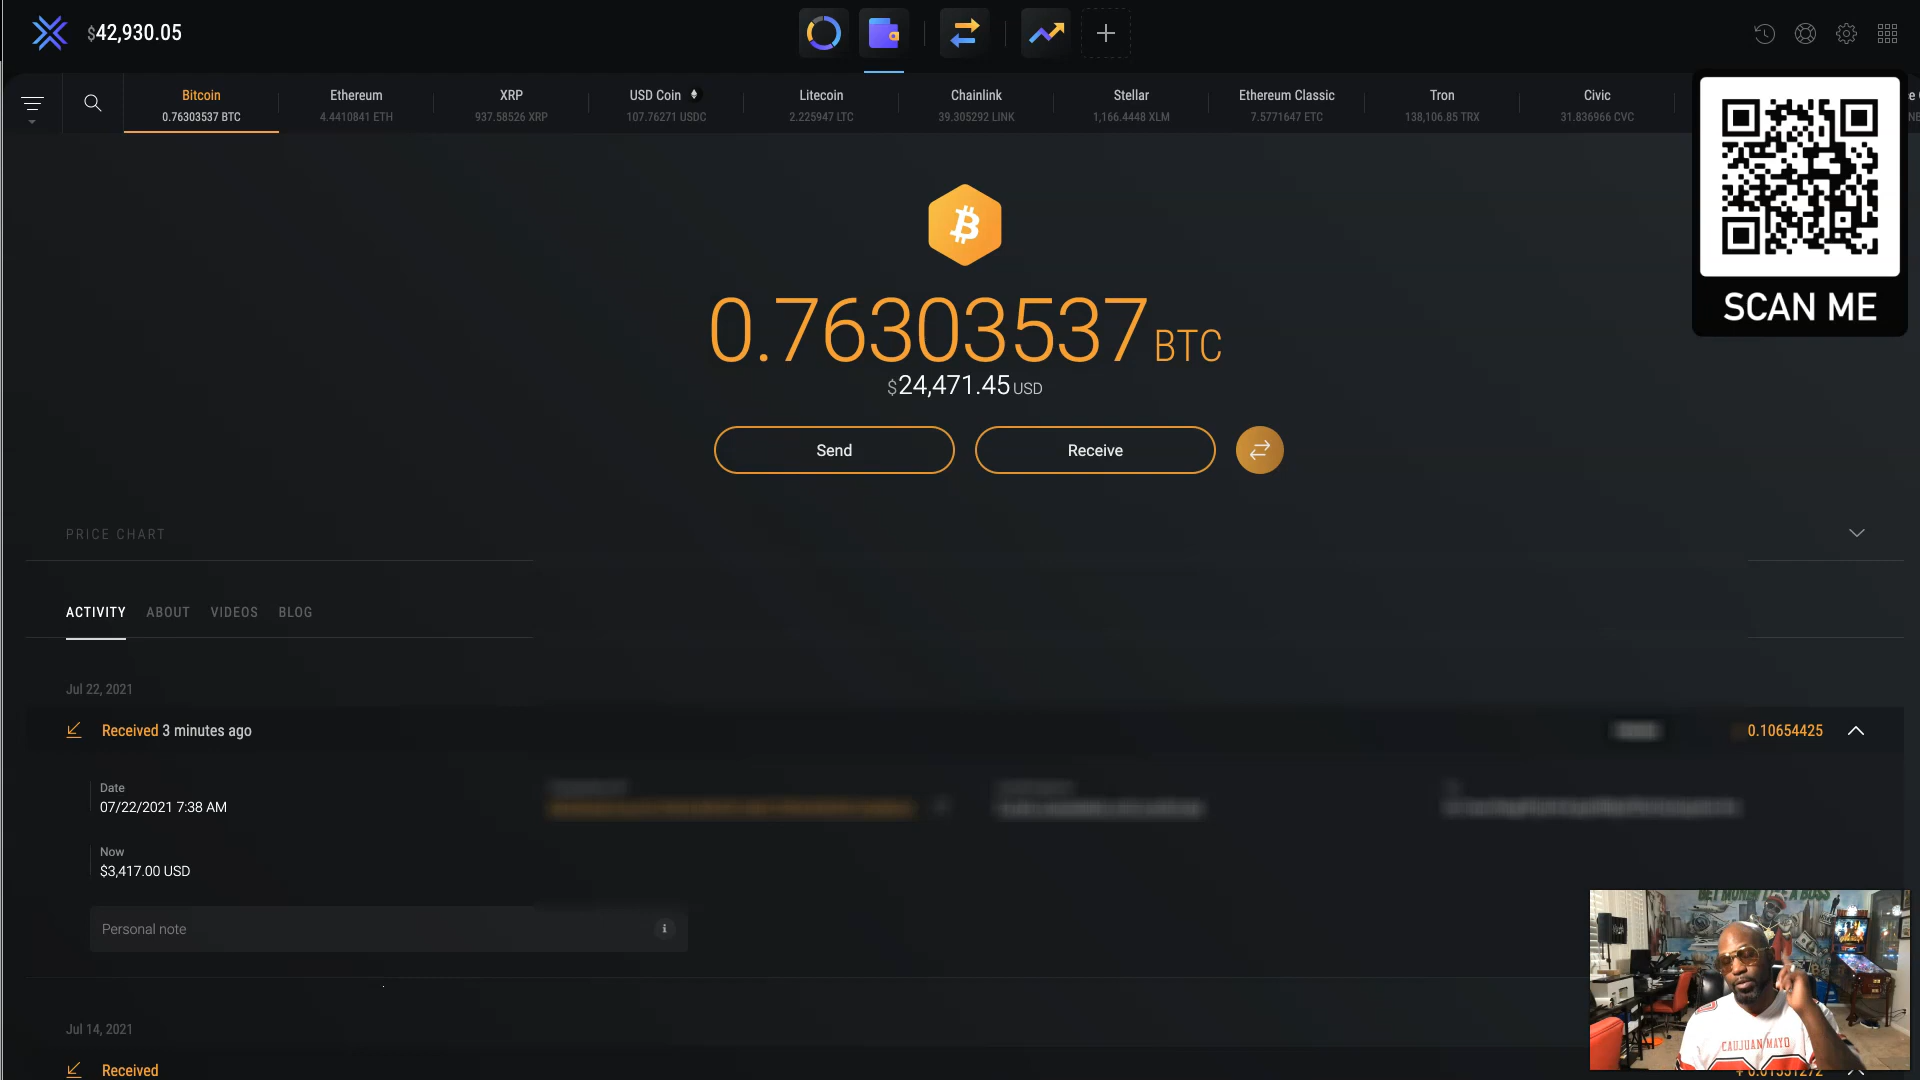 $42,930.05
Bitcoin
0.76303537 BTC
Ethereum
4.4410841 ETH
XRP
937.58526 XRP
USD Coin
107.76271 USDC
Litecoin
2.225947 LTC
Chainlink
39.305292 LINK
Stellar
1,166.4448 XLM
Ethereum Classic
7.5771647 ETC
Tron
138,106.85 TRX
Civic
31.836966 CVC
SCAN ME
0.76303537 BTC
$24,471.45 USD
Send
Receive
PRICE CHART
ACTIVITY
ABOUT
VIDEOS
BLOG
Jul 22, 2021
Received 3 minutes ago
0.10654425
Date
07/22/2021 7:38 AM
Now
$3,417.00 USD
Personal note
Jul 14, 2021
Received
CAUJUAN MAYO